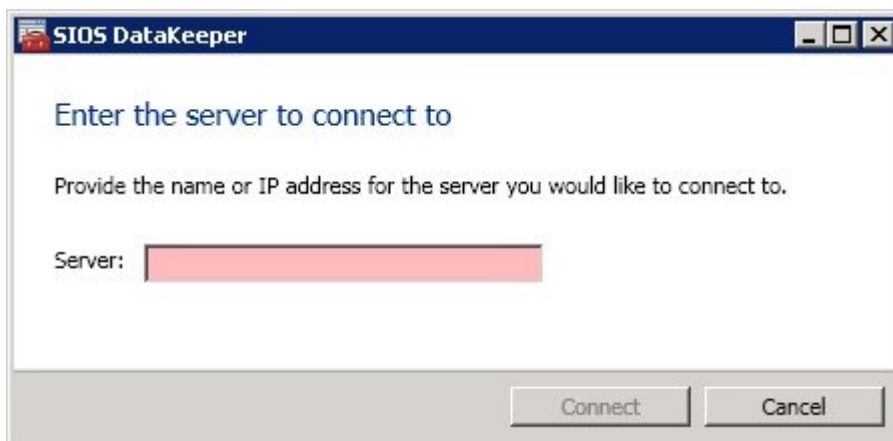 SIOS DataKeeper
Enter the server to connect to
Provide the name or IP address for the server you would like to connect to.
Server:
Connect Cancel